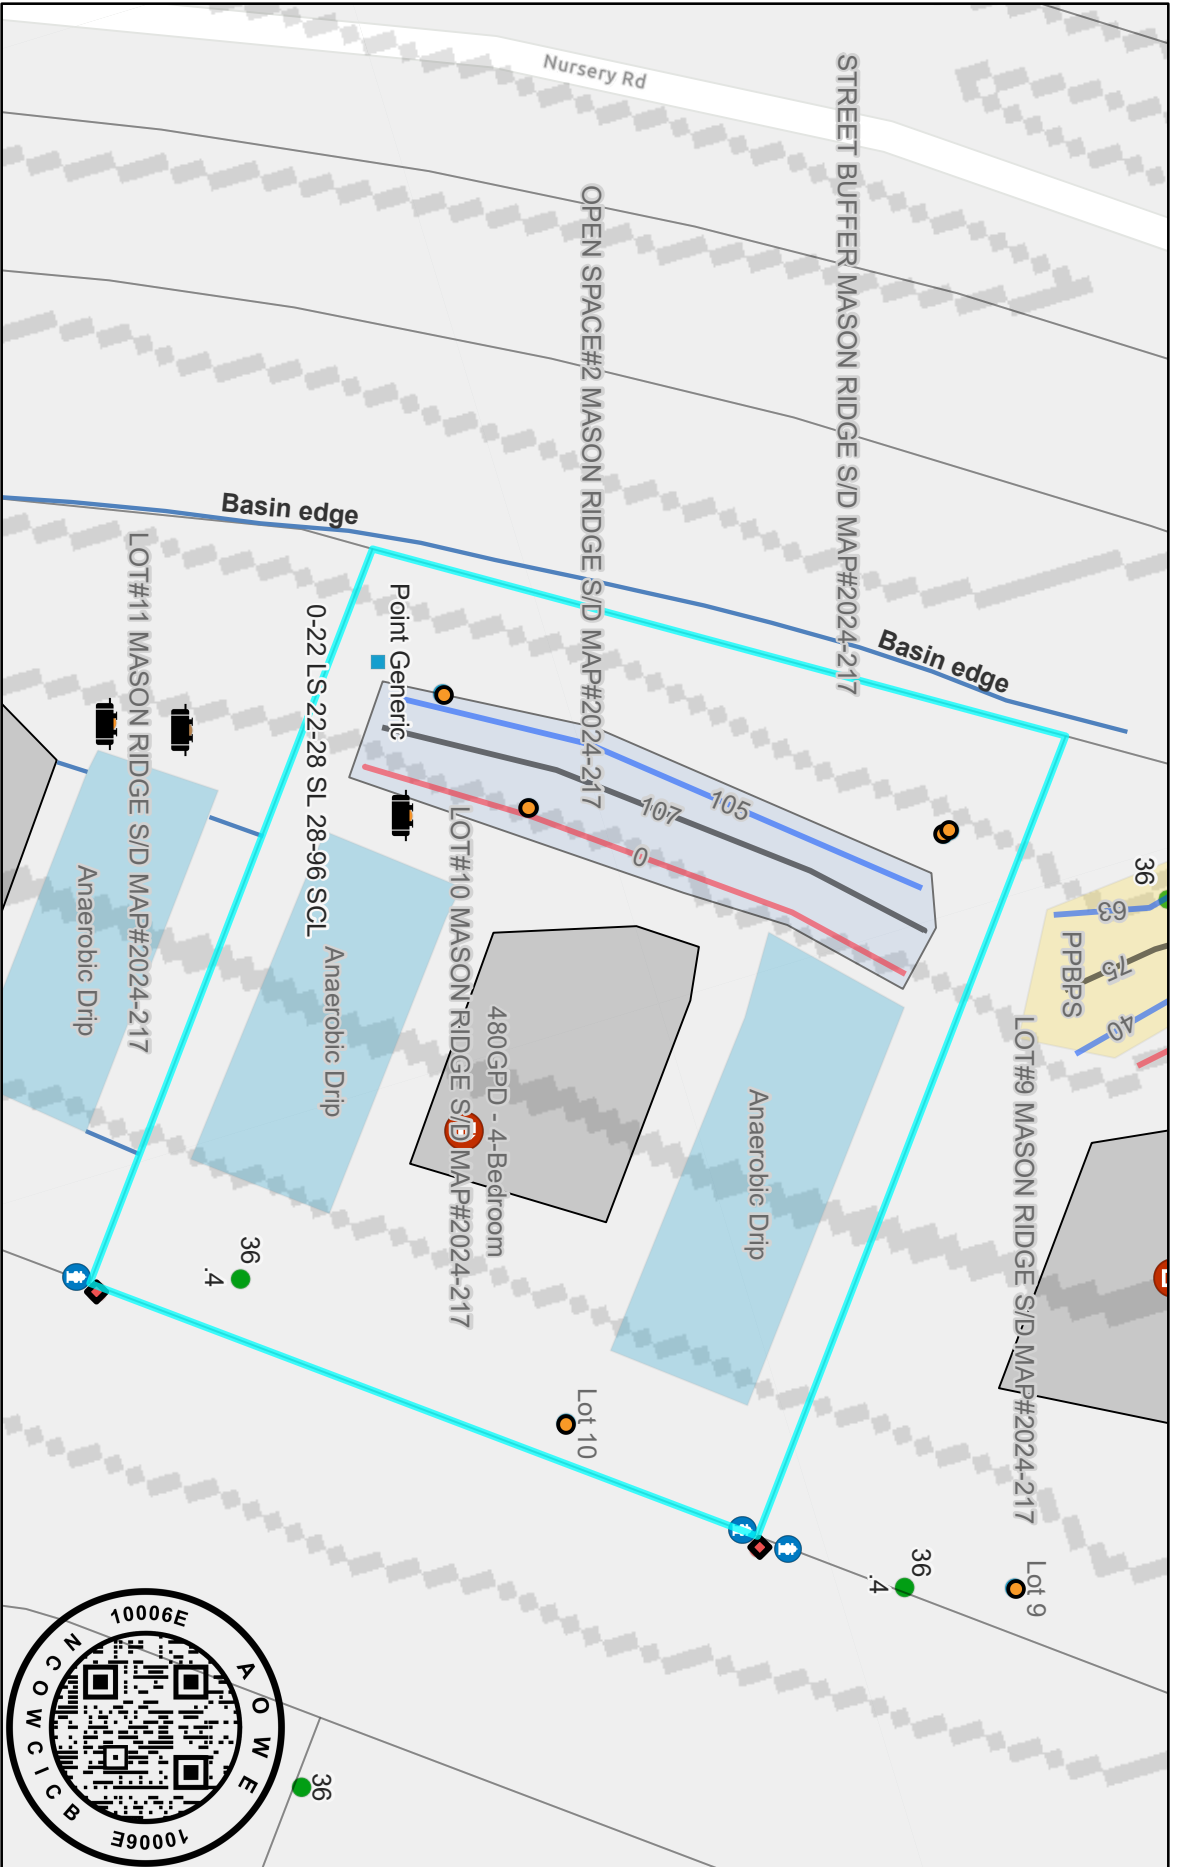 Nursery Rd
STREET BUFFER MASON RIDGE S/D MAP#2024-217
OPEN SPACE#2 MASON RIDGE S/D MAP#2024-217
Basin edge
Basin edge
LOT#11 MASON RIDGE S/D MAP#2024-217
0-22 LS 22-28 SL 28-96 SCL
Point Generic
105
107
0
LOT#10 MASON RIDGE S/D MAP#2024-217
480GPD - 4-Bedroom
Anaerobic Drip
Anaerobic Drip
Anaerobic Drip
36
63
75
40
PPBPS
LOT#9 MASON RIDGE S/D MAP#2024-217
36
.4
Lot 10
36
.4
Lot 9
36
10006E
AOWE
NCOWCICB
10006E